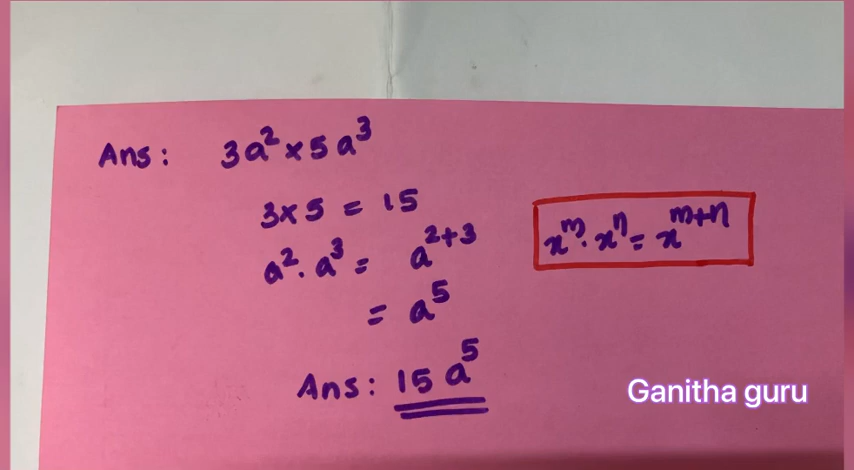 Ans: 3a²×5a³
3×5 = 15
a².a³ = a²⁺³
= a⁵
xᵐ.xⁿ = xᵐ⁺ⁿ
Ans: 15a⁵
Ganitha guru